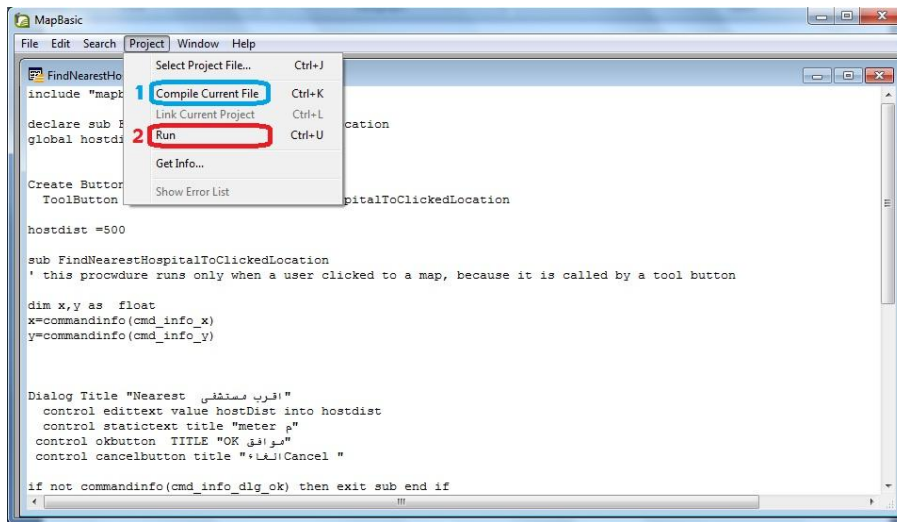 MapBasic
File Edit Search Project Window Help
Select Project File... Ctrl+J
1 Compile Current File Ctrl+K
Link Current Project Ctrl+L
2 Run Ctrl+U
Get Info...
Show Error List
FindNearestHo
include "mapb
declare sub F cation
global hostdi
Create Button
ToolButton pitalToClickedLocation
hostdist =500
sub FindNearestHospitalToClickedLocation
' this procwdure runs only when a user clicked to a map, because it is called by a tool button
dim x,y as float
x=commandinfo(cmd_info_x)
y=commandinfo(cmd_info_y)
Dialog Title "Nearest اقرب مستشفى"
control edittext value hostDist into hostdist
control statictext title "meter م"
control okbutton TITLE "OK موافق"
control cancelbutton title "الغاء Cancel "
if not commandinfo(cmd_info_dlg_ok) then exit sub end if